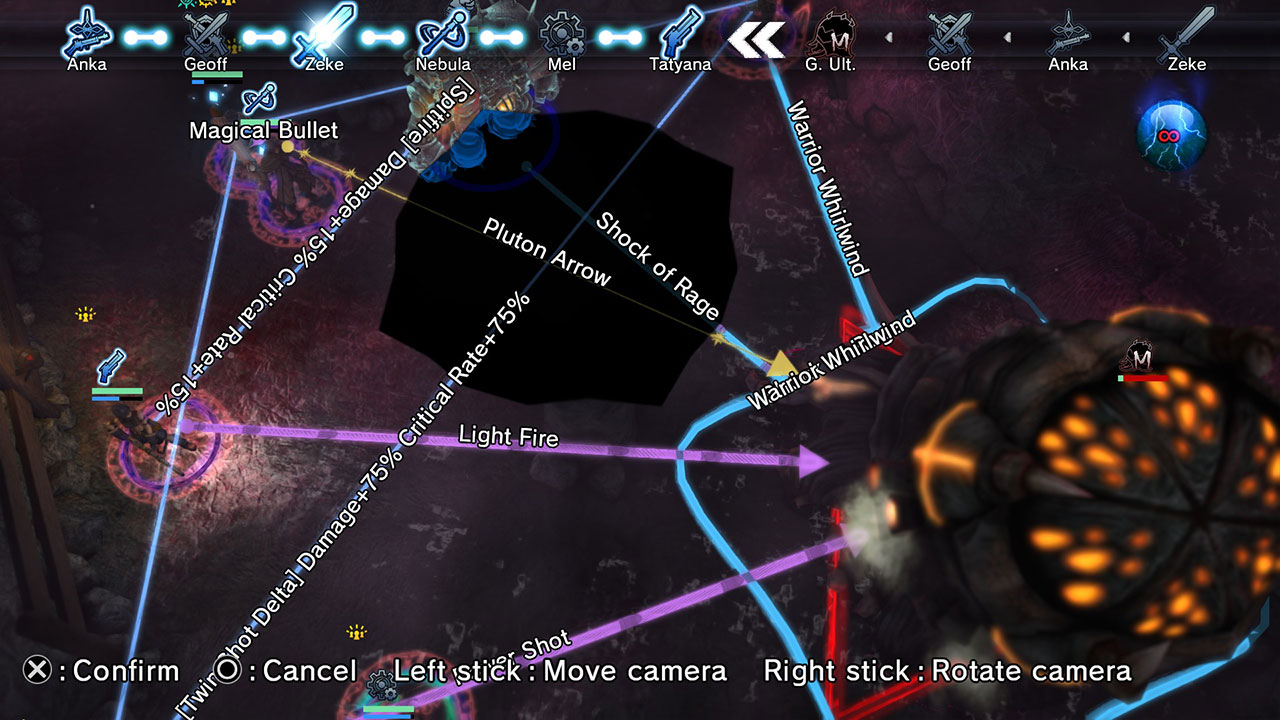 Anka Geoff Zeke Nebula Mel Tatyana G. Ult. Geoff Anka Zeke
Magical Bullet
[Spitfire] Damage+15% Critical Rate+15%
Warrior Whirlwind
Pluton Arrow
Shock of Rage
Warrior Whirlwind
Light Fire
Shot Delta] Damage+75% Critical Rate+75%
Shot
M
M
X : Confirm O : Cancel Left stick : Move camera Right stick : Rotate camera